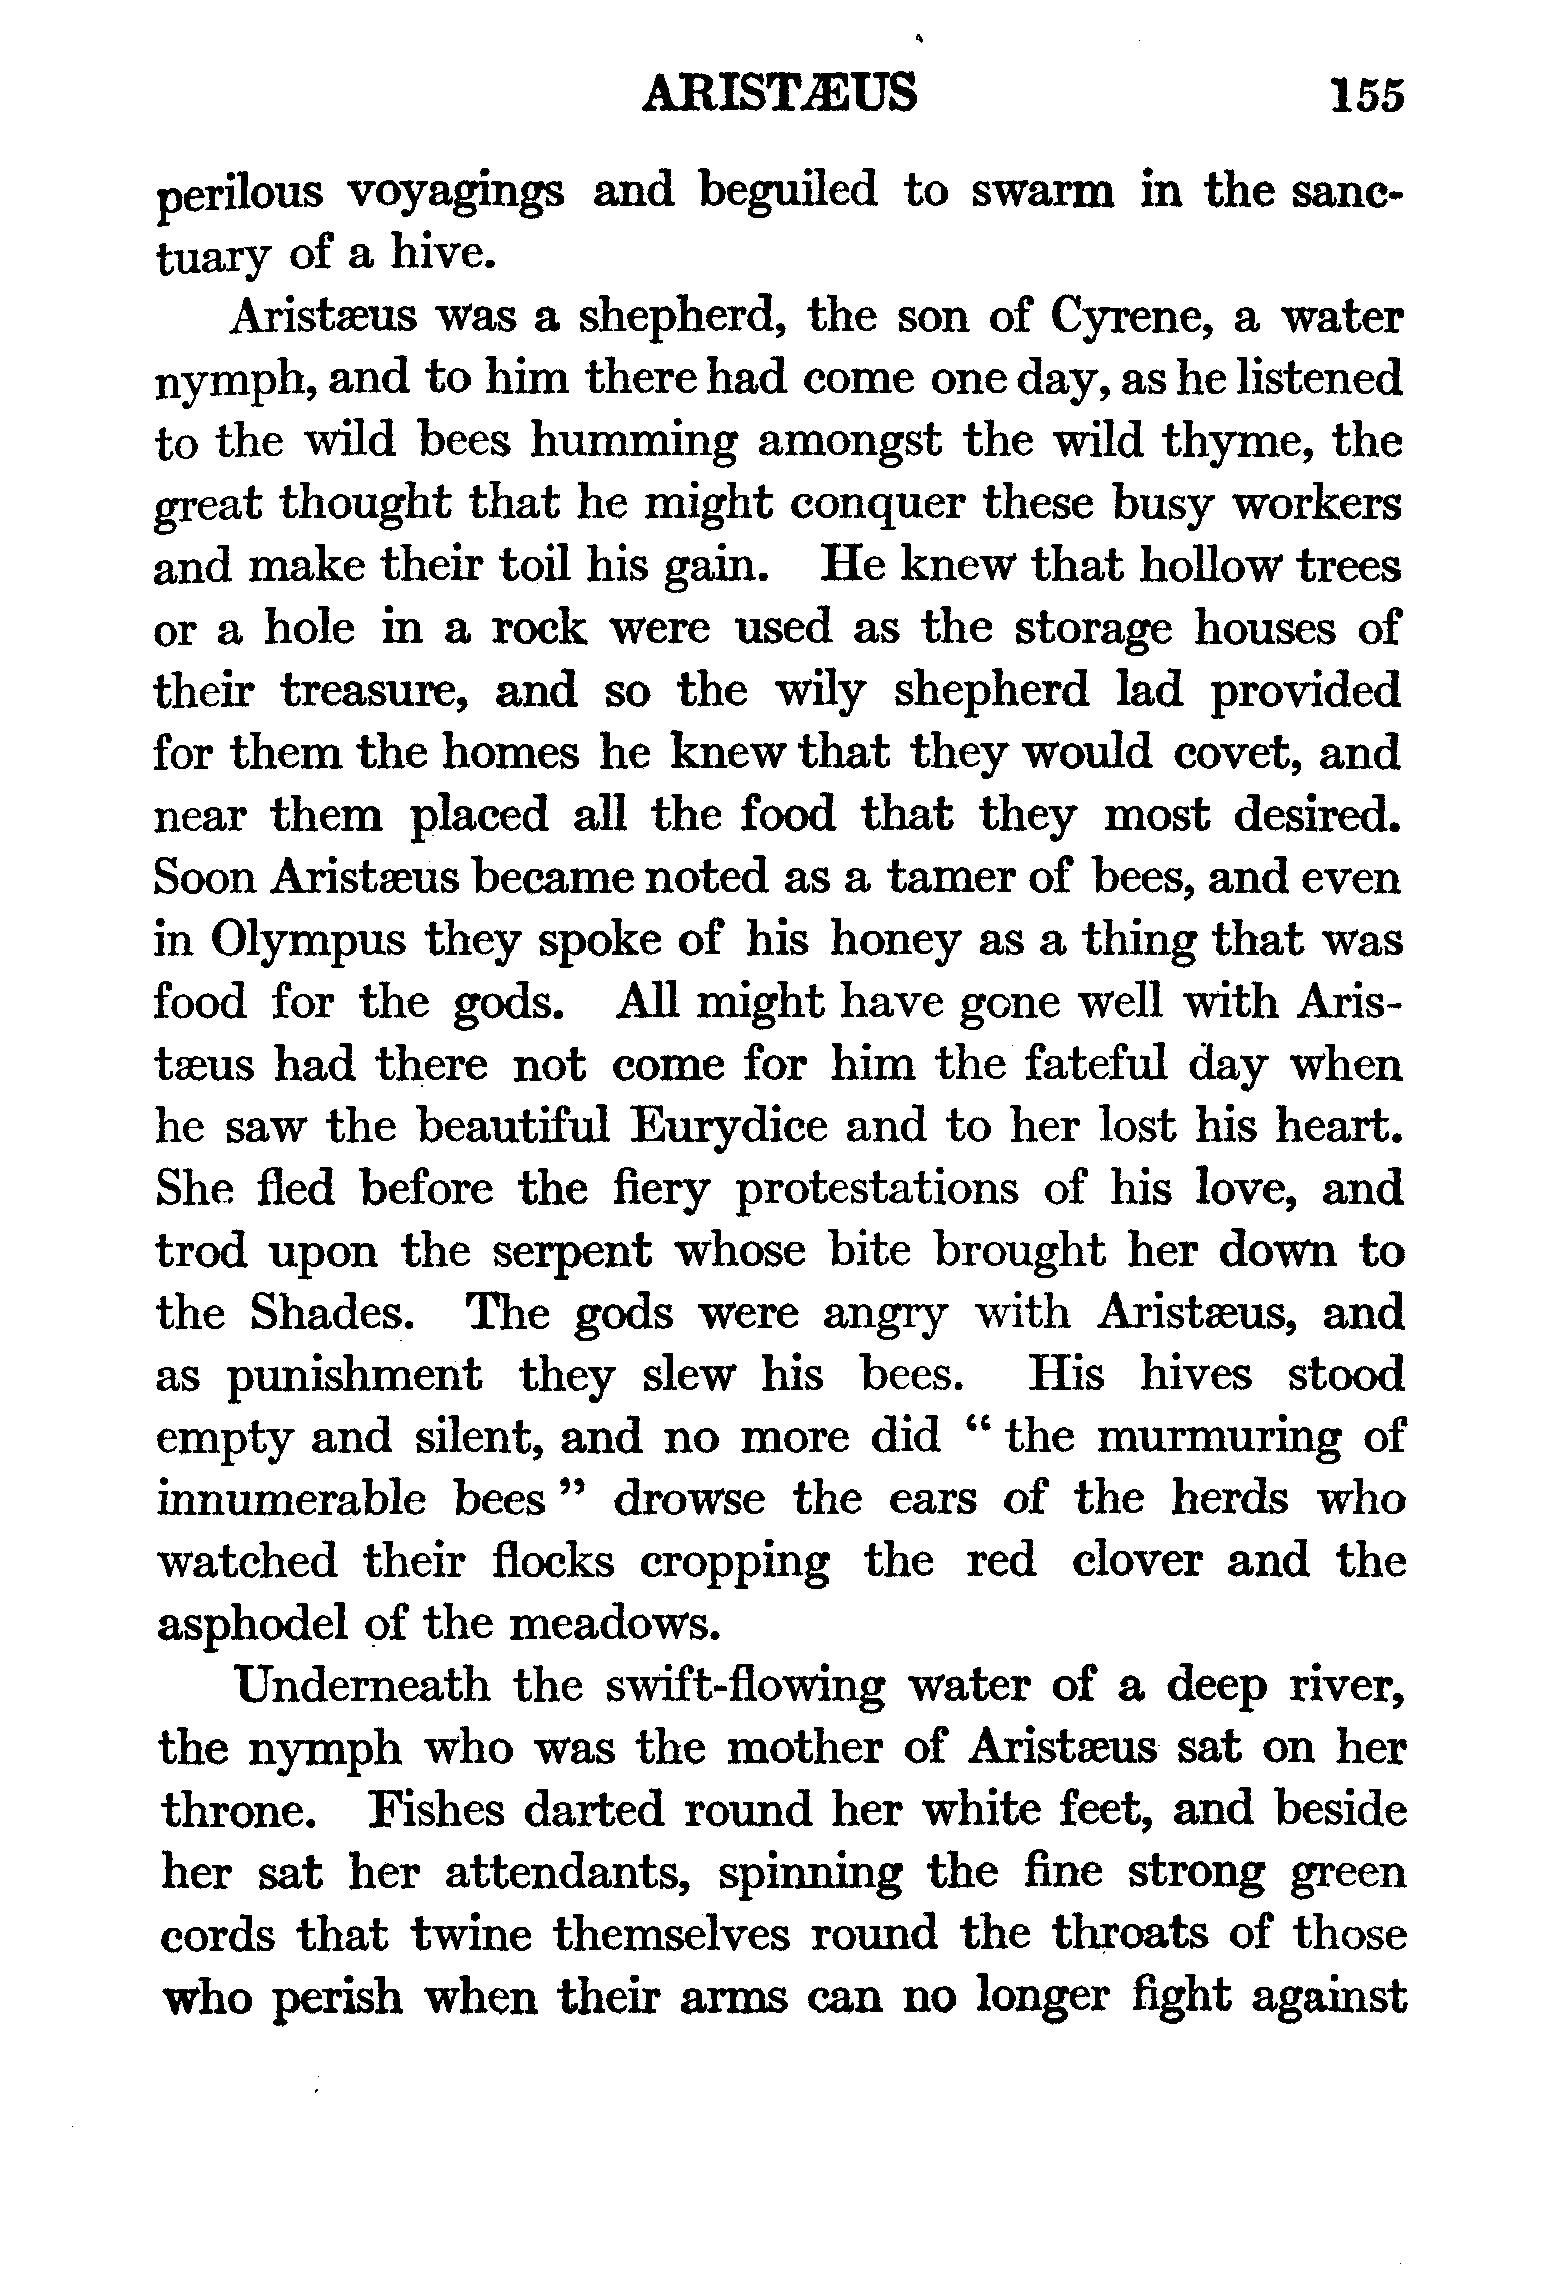 ARISTÆUS 155
perilous voyagings and beguiled to swarm in the sanc-
tuary of a hive.
Aristæus was a shepherd, the son of Cyrene, a water
nymph, and to him there had come one day, as he listened
to the wild bees humming amongst the wild thyme, the
great thought that he might conquer these busy workers
and make their toil his gain. He knew that hollow trees
or a hole in a rock were used as the storage houses of
their treasure, and so the wily shepherd lad provided
for them the homes he knew that they would covet, and
near them placed all the food that they most desired.
Soon Aristæus became noted as a tamer of bees, and even
in Olympus they spoke of his honey as a thing that was
food for the gods. All might have gone well with Aris-
tæus had there not come for him the fateful day when
he saw the beautiful Eurydice and to her lost his heart.
She fled before the fiery protestations of his love, and
trod upon the serpent whose bite brought her down to
the Shades. The gods were angry with Aristæus, and
as punishment they slew his bees. His hives stood
empty and silent, and no more did “ the murmuring of
innumerable bees ” drowse the ears of the herds who
watched their flocks cropping the red clover and the
asphodel of the meadows.
Underneath the swift-flowing water of a deep river,
the nymph who was the mother of Aristæus sat on her
throne. Fishes darted round her white feet, and beside
her sat her attendants, spinning the fine strong green
cords that twine themselves round the throats of those
who perish when their arms can no longer fight against